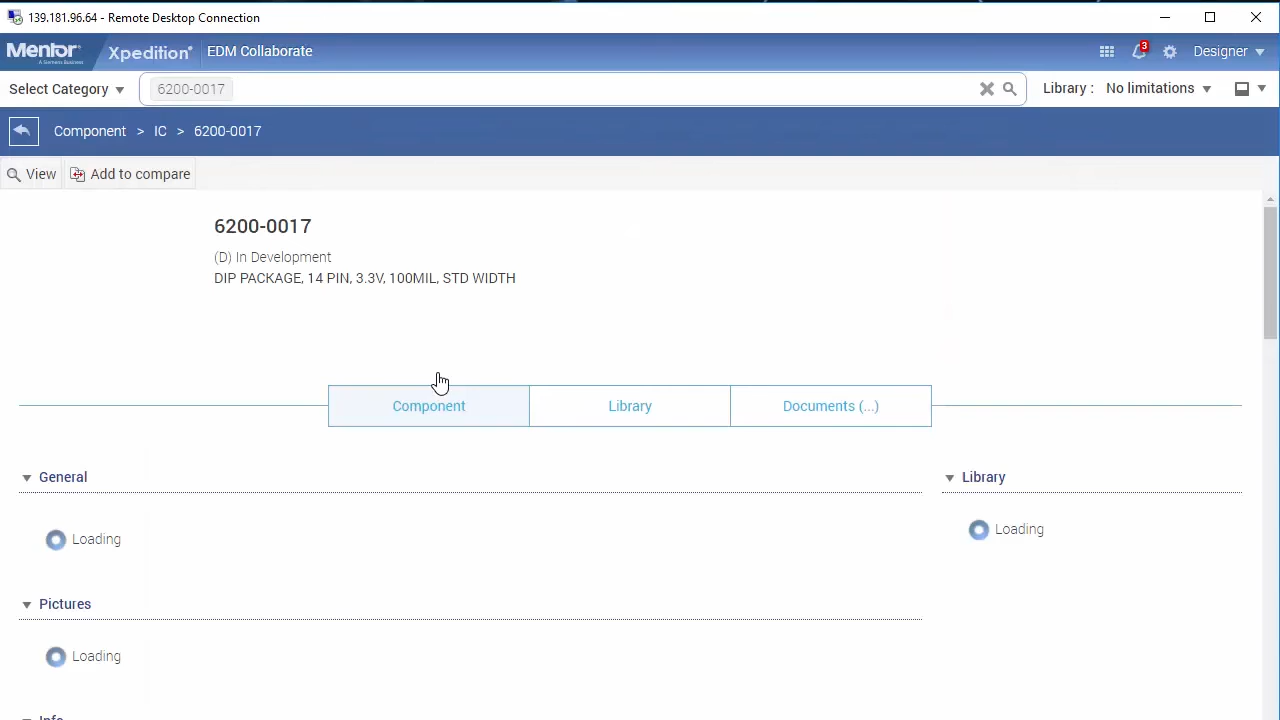 139.181.96.64 - Remote Desktop Connection
Mentor A Siemens Business Xpedition® EDM Collaborate 3 Designer
Select Category 6200-0017 Library : No limitations
Component > IC > 6200-0017
View Add to compare
6200-0017
(D) In Development
DIP PACKAGE, 14 PIN, 3.3V, 100MIL, STD WIDTH
Component Library Documents (...)
General Library
Loading Loading
Pictures
Loading
Info